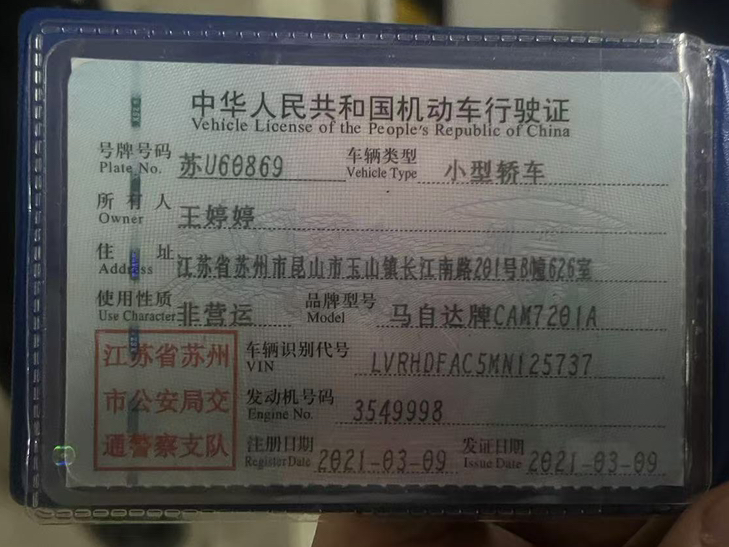 中华人民共和国机动车行驶证
Vehicle License of the People's Republic of China
号牌号码 苏U60869 车辆类型 小型轿车
Plate No. Vehicle Type
所有人 王婷婷
Owner
住址 江苏省苏州市昆山市玉山镇长江南路201号B幢626室
Address
使用性质 非营运 品牌型号 马自达牌CAM7201A
Use Character Model
江苏省苏州
市公安局交
通警察支队
车辆识别代号 LVRHDFAC5MN125737
VIN
发动机号码 3549998
Engine No.
注册日期 2021-03-09 发证日期 2021-03-09
Register Date Issue Date